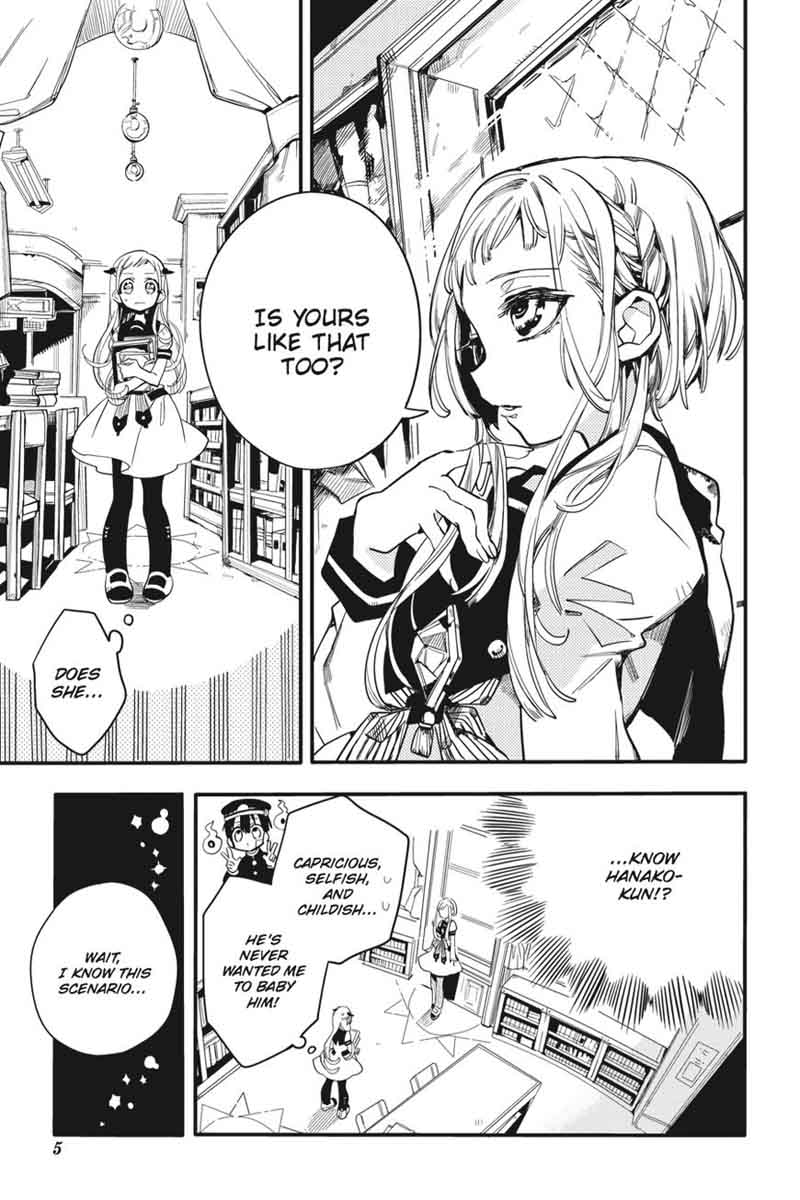 IS YOURS
LIKE THAT
TOO?
DOES
SHE...
...KNOW
HANAKO-
KUN!?
CAPRICIOUS,
SELFISH,
AND
CHILDISH...
HE'S
NEVER
WANTED ME
TO BABY
HIM!
WAIT,
I KNOW THIS
SCENARIO...
5